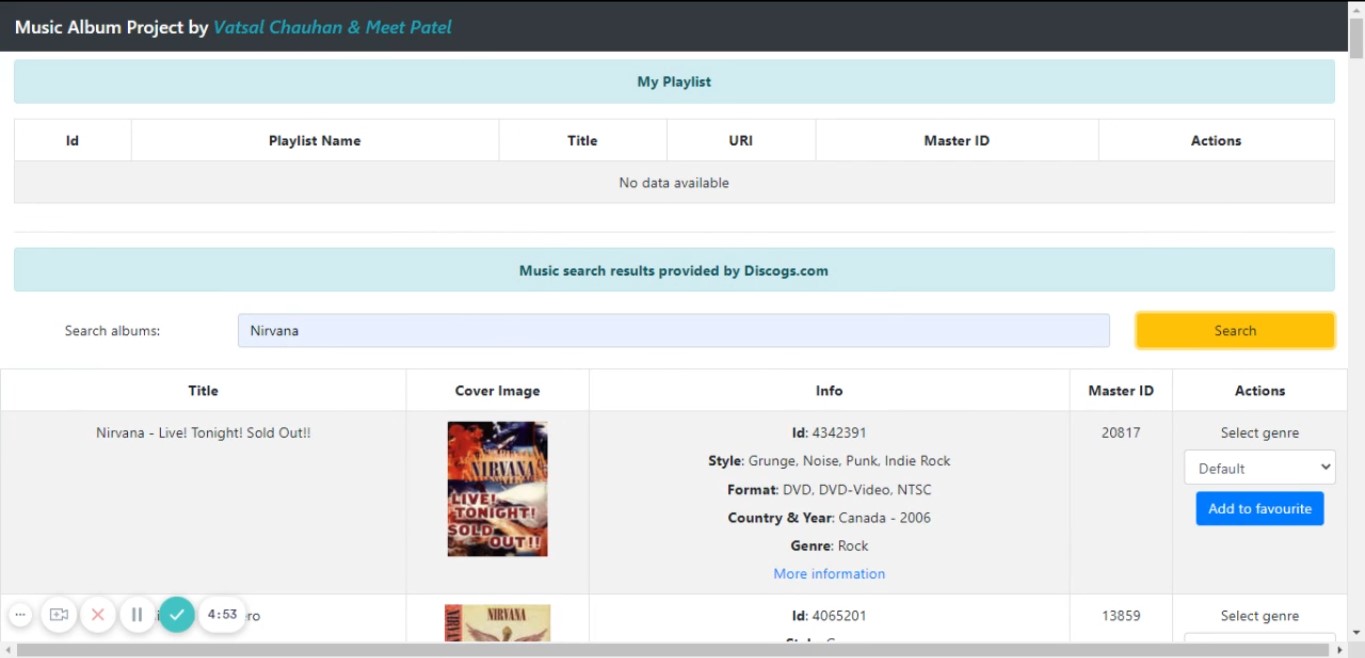 Music Album Project by Vatsal Chauhan & Meet Patel
My Playlist
Id Playlist Name Title URI Master ID Actions
No data available
Music search results provided by Discogs.com
Search albums: Nirvana Search
Title Cover Image Info Master ID Actions
Nirvana - Live! Tonight! Sold Out!! Id: 4342391 20817 Select genre
NIRVANA
LIVE!
TONIGHT!
SOLD
OUT!!
Style: Grunge, Noise, Punk, Indie Rock
Default
Format: DVD, DVD-Video, NTSC
Country & Year: Canada - 2006
Add to favourite
Genre: Rock
More information
4:53
NIRVANA
Id: 4065201 13859 Select genre